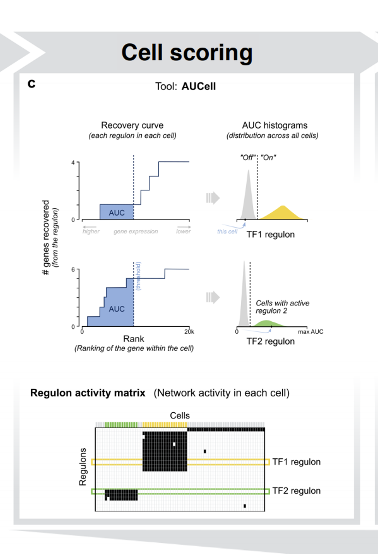 Cell scoring
C
Tool: AUCell
Recovery curve
(each regulon in each cell)
AUC histograms
(distribution across all cells)
# genes recovered
(from the regulon)
4
0
AUC
higher gene expression lower
"Off" "On"
this cell
TF1 regulon
6
0
AUC
(threshold)
0 20k
Rank
(Ranking of the gene within the cell)
Cells with active
regulon 2
0 max AUC
TF2 regulon
Regulon activity matrix (Network activity in each cell)
Cells
Regulons
TF1 regulon
TF2 regulon